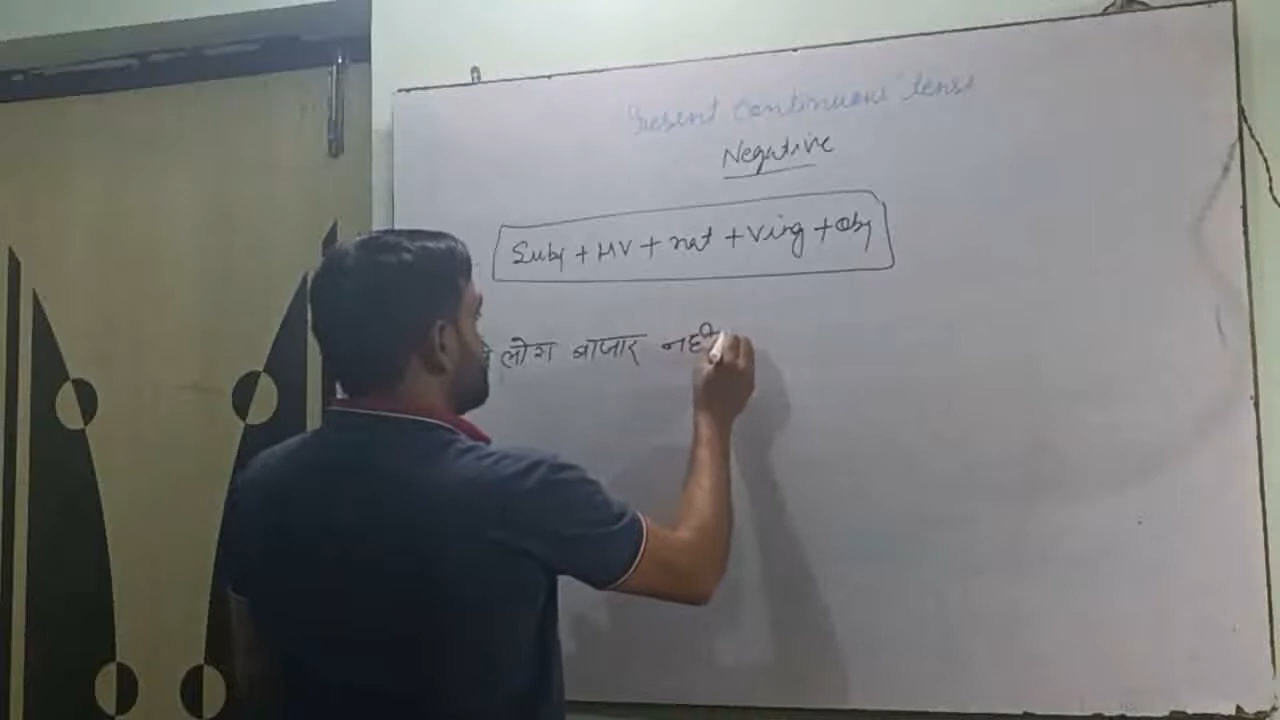 Present Continuous tense
Negative
Subj + HV + not + Ving + Obj
लोग बाजार नहीं